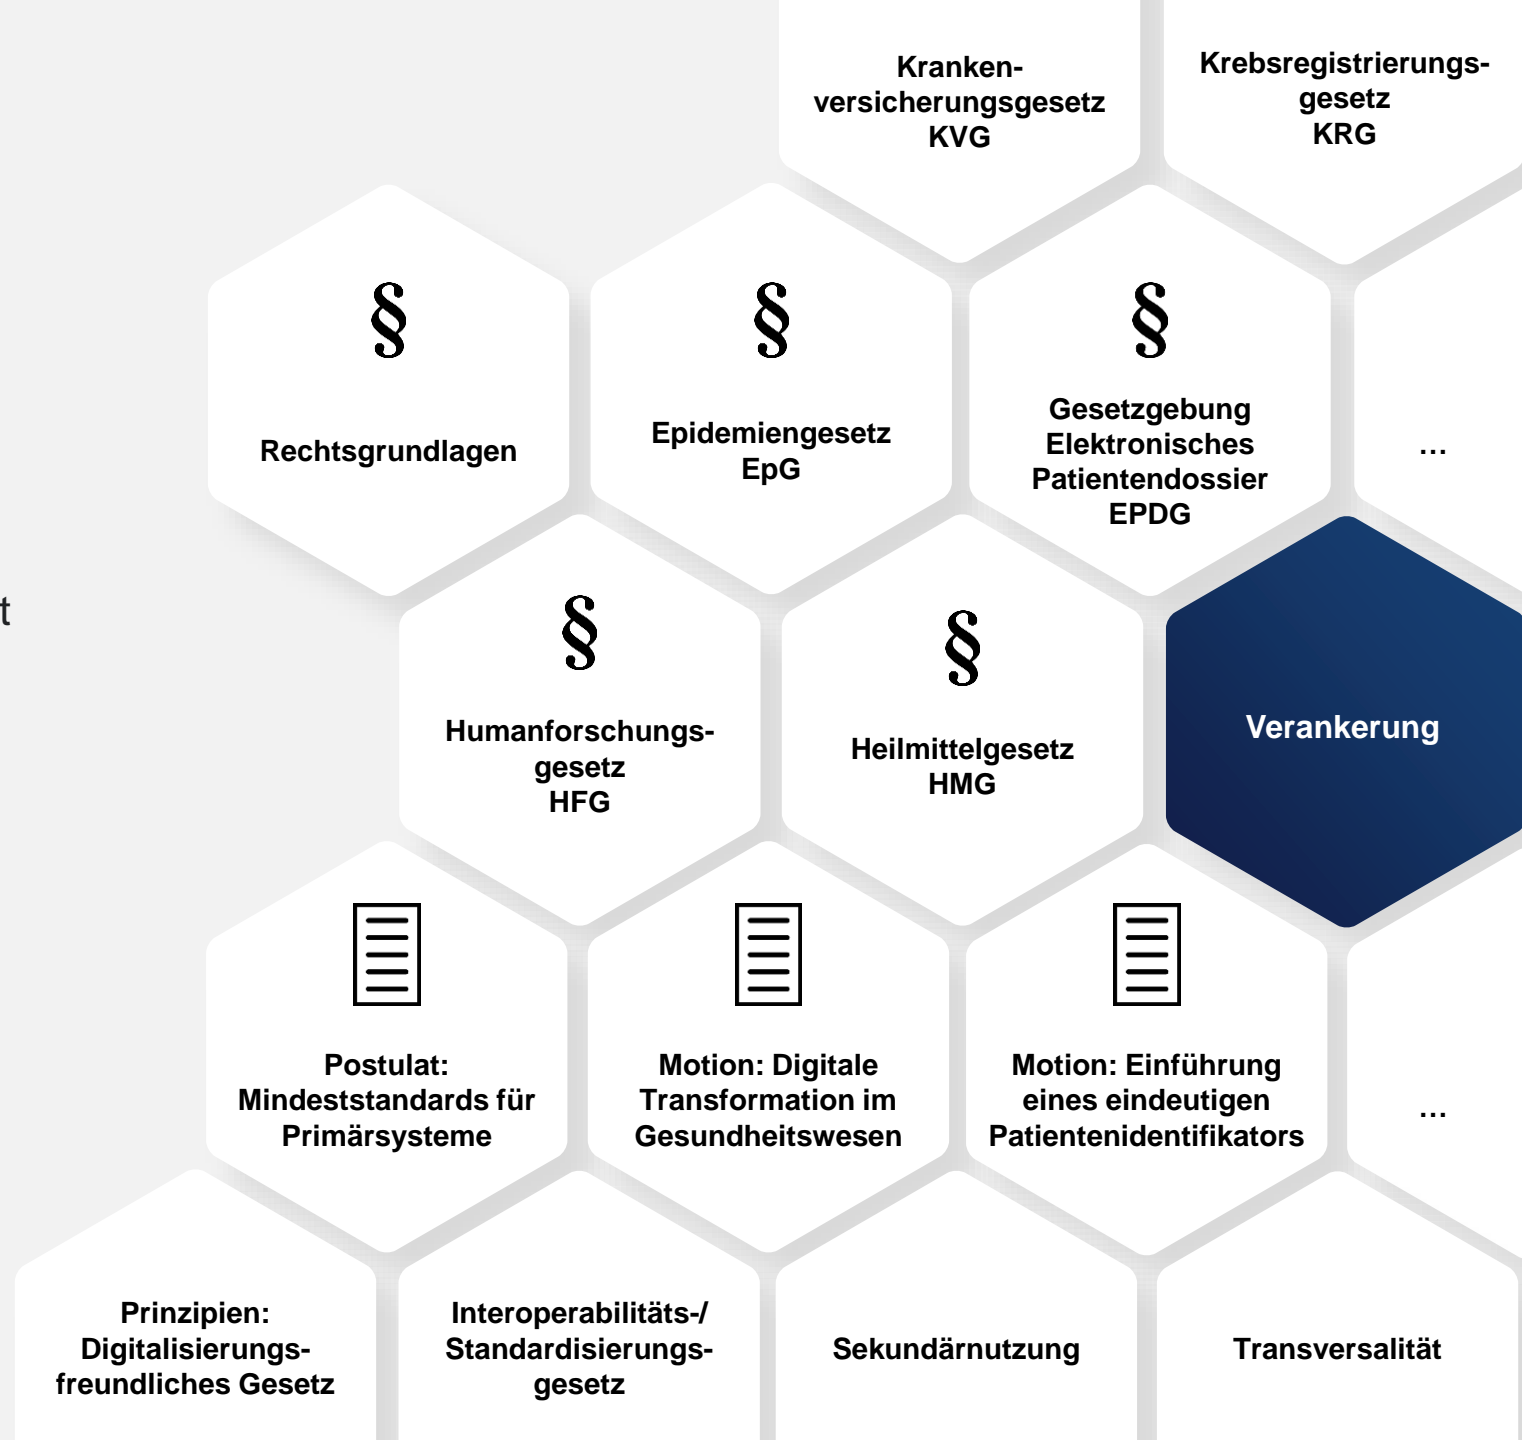 Kranken-
versicherungsgesetz
KVG
Krebsregistrierungs-
gesetz
KRG
§
Rechtsgrundlagen
§
Epidemiengesetz
EpG
§
Gesetzgebung
Elektronisches
Patientendossier
EPDG
...
t
§
Humanforschungs-
gesetz
HFG
§
Heilmittelgesetz
HMG
Verankerung
Postulat:
Mindeststandards für
Primärsysteme
Motion: Digitale
Transformation im
Gesundheitswesen
Motion: Einführung
eines eindeutigen
Patientenidentifikators
...
Prinzipien:
Digitalisierungs-
freundliches Gesetz
Interoperabilitäts-/
Standardisierungs-
gesetz
Sekundärnutzung
Transversalität